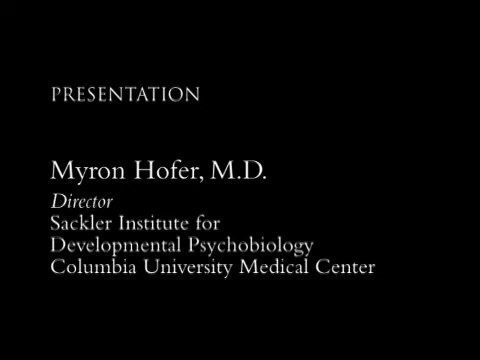 PRESENTATION
Myron Hofer, M.D.
Director
Sackler Institute for
Developmental Psychobiology
Columbia University Medical Center